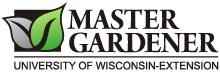 MASTER
GARDENER
UNIVERSITY OF WISCONSIN-EXTENSION